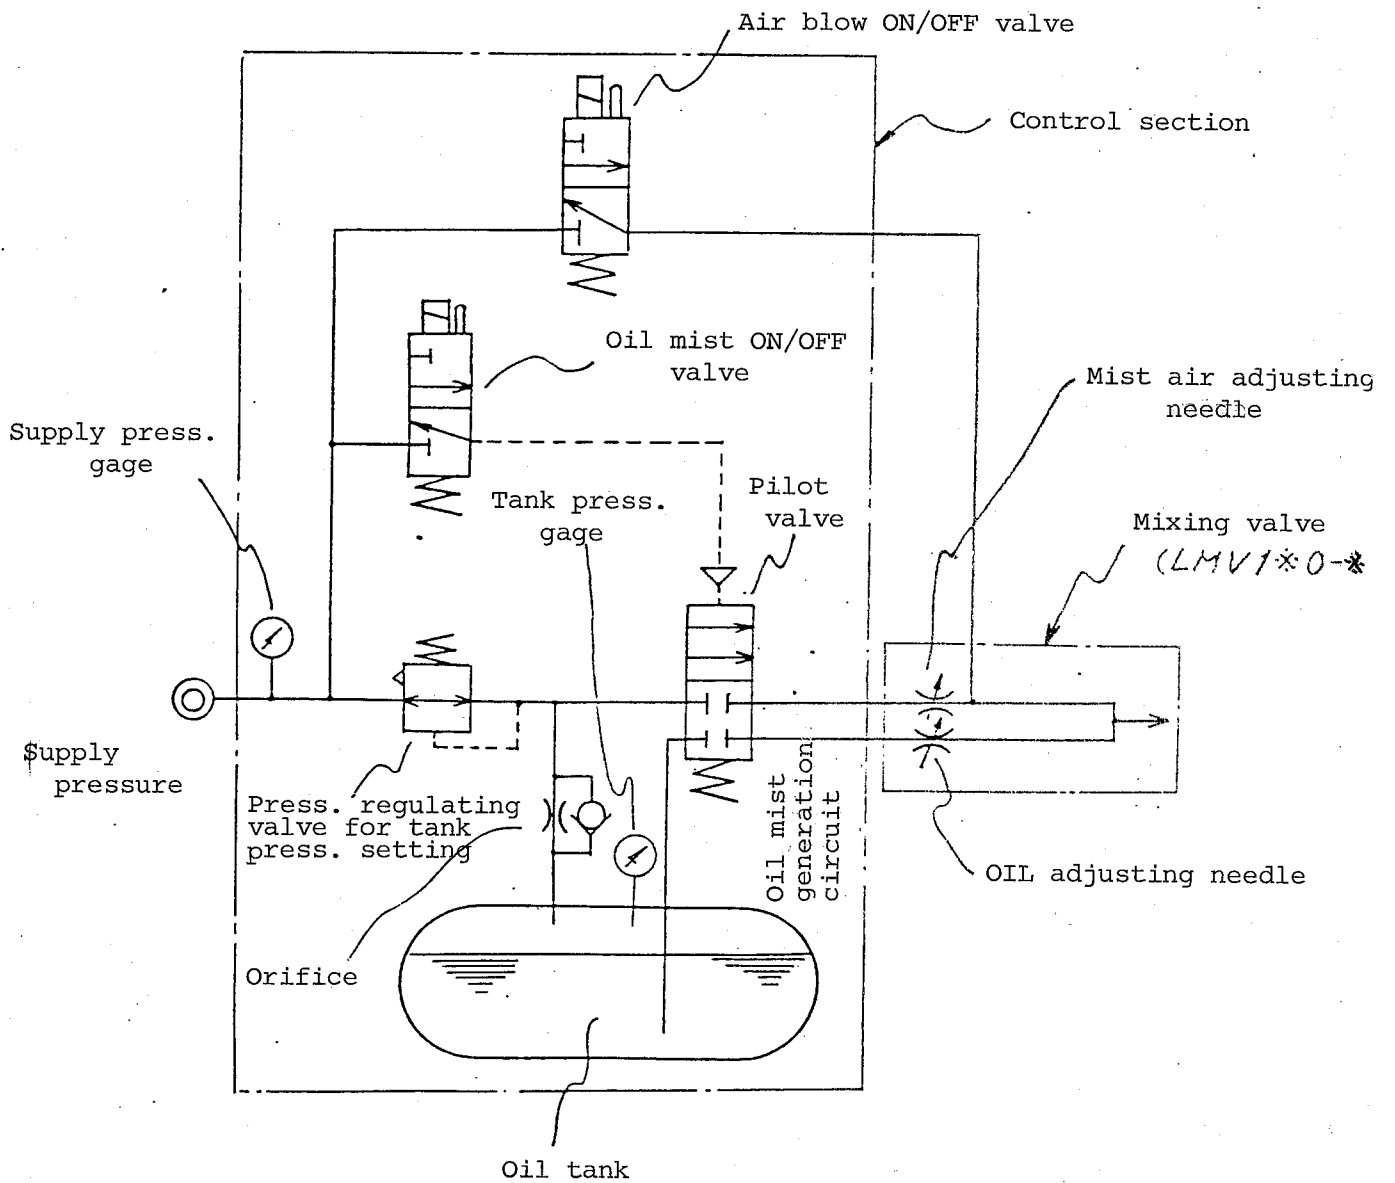 Air blow ON/OFF valve
Control section
Oil mist ON/OFF
valve
Mist air adjusting
needle
Supply press.
gage
Tank press.
gage
Pilot
valve
Mixing valve
(LMV1※0-※
Supply
pressure
Press. regulating
valve for tank
press. setting
Oil mist
generation
circuit
OIL adjusting needle
Orifice
Oil tank